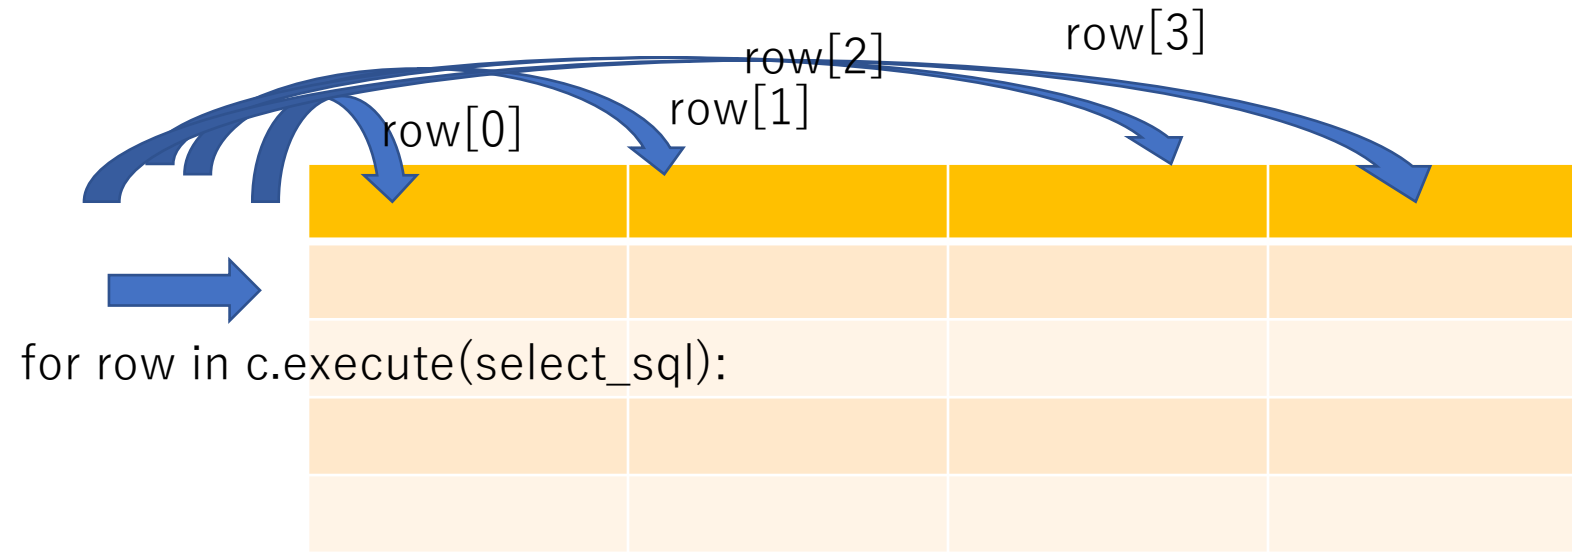 row[3]
row[2]
row[1]
row[0]
for row in c.execute(select_sql):